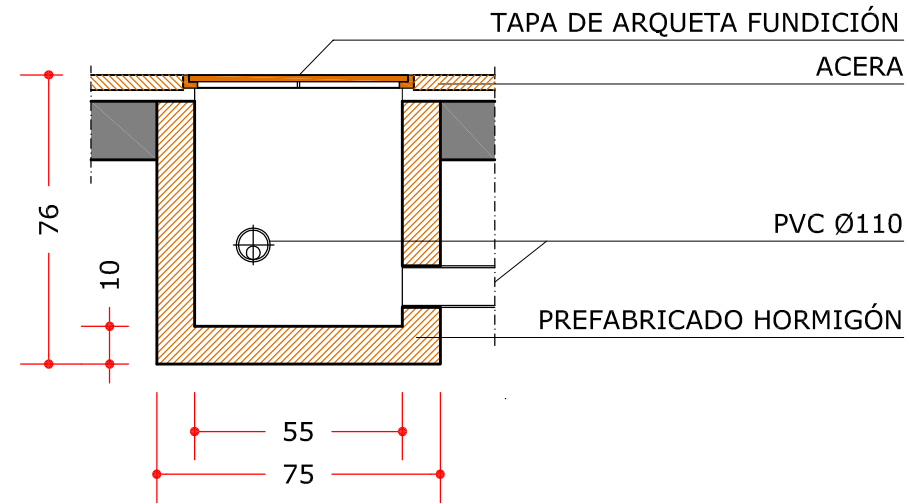 TAPA DE ARQUETA FUNDICIÓN
ACERA
76
10
PVC Ø110
PREFABRICADO HORMIGÓN
55
75